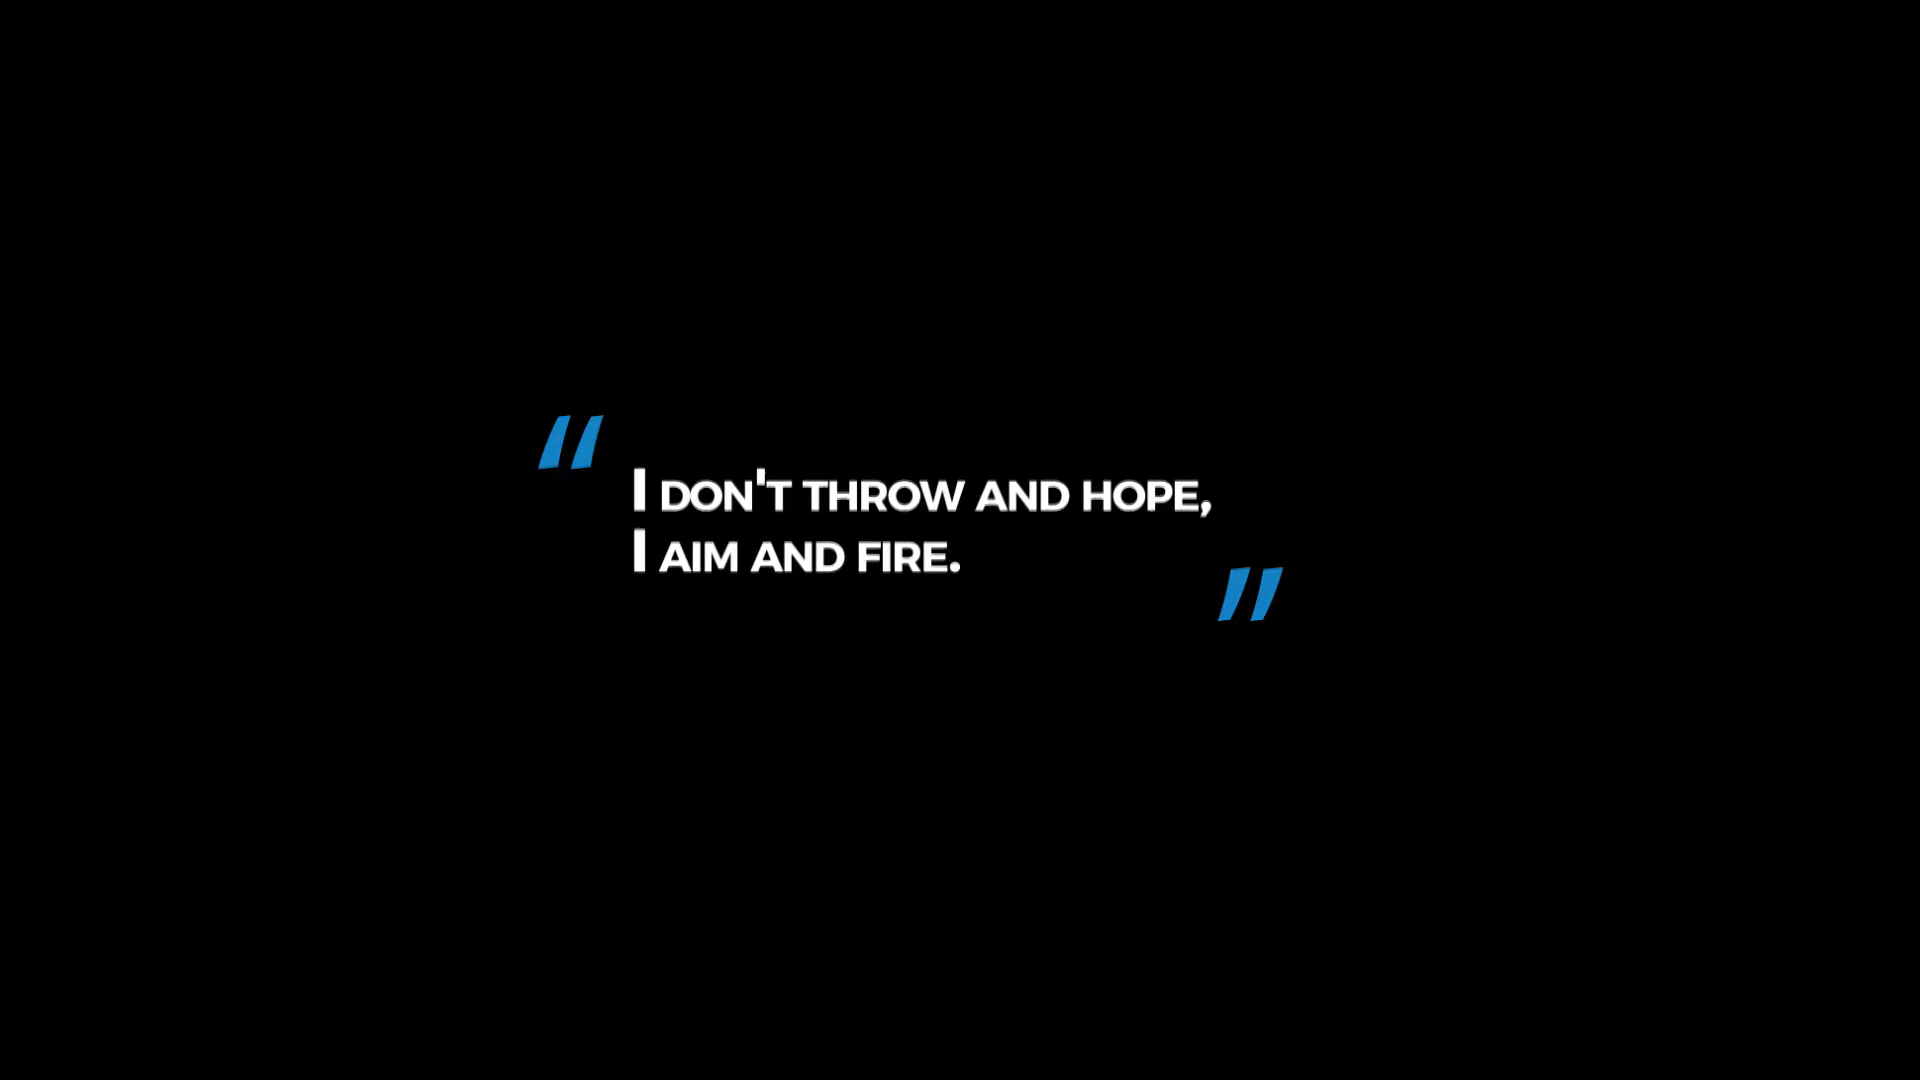 “I DON'T THROW AND HOPE,
I AIM AND FIRE.”